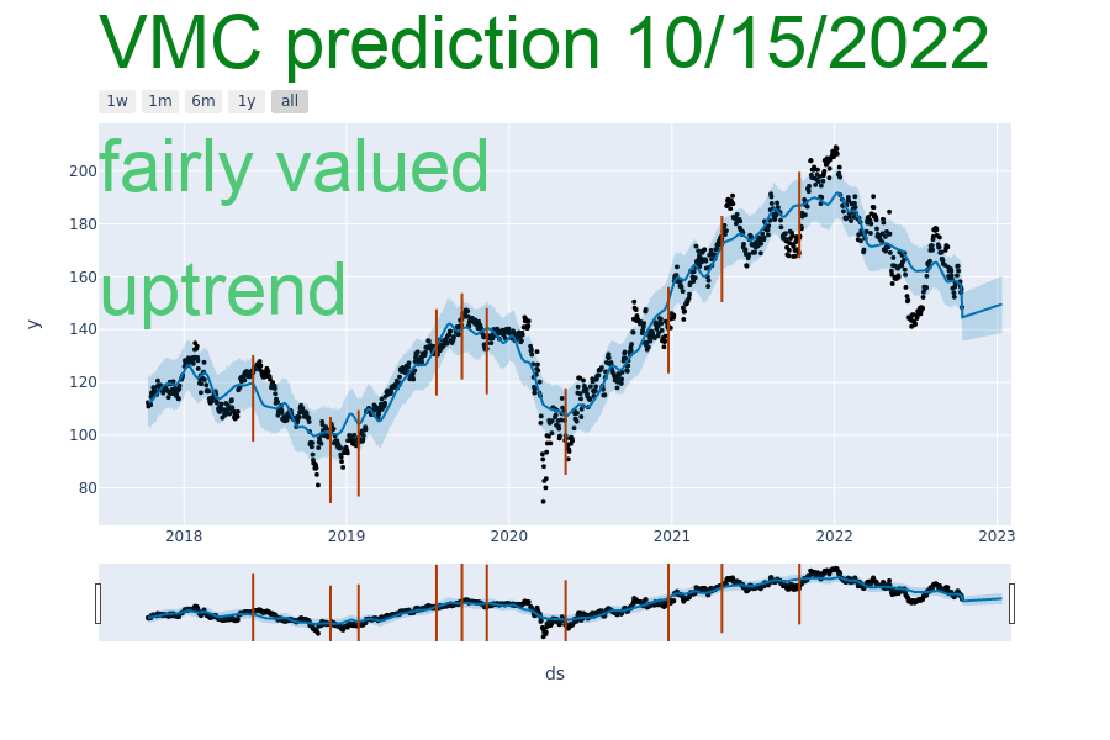 VMC prediction 10/15/2022
1w 1m 6m 1y all
fairly valued
uptrend
200
180
160
140
120
100
80
y
2018 2019 2020 2021 2022 2023
ds